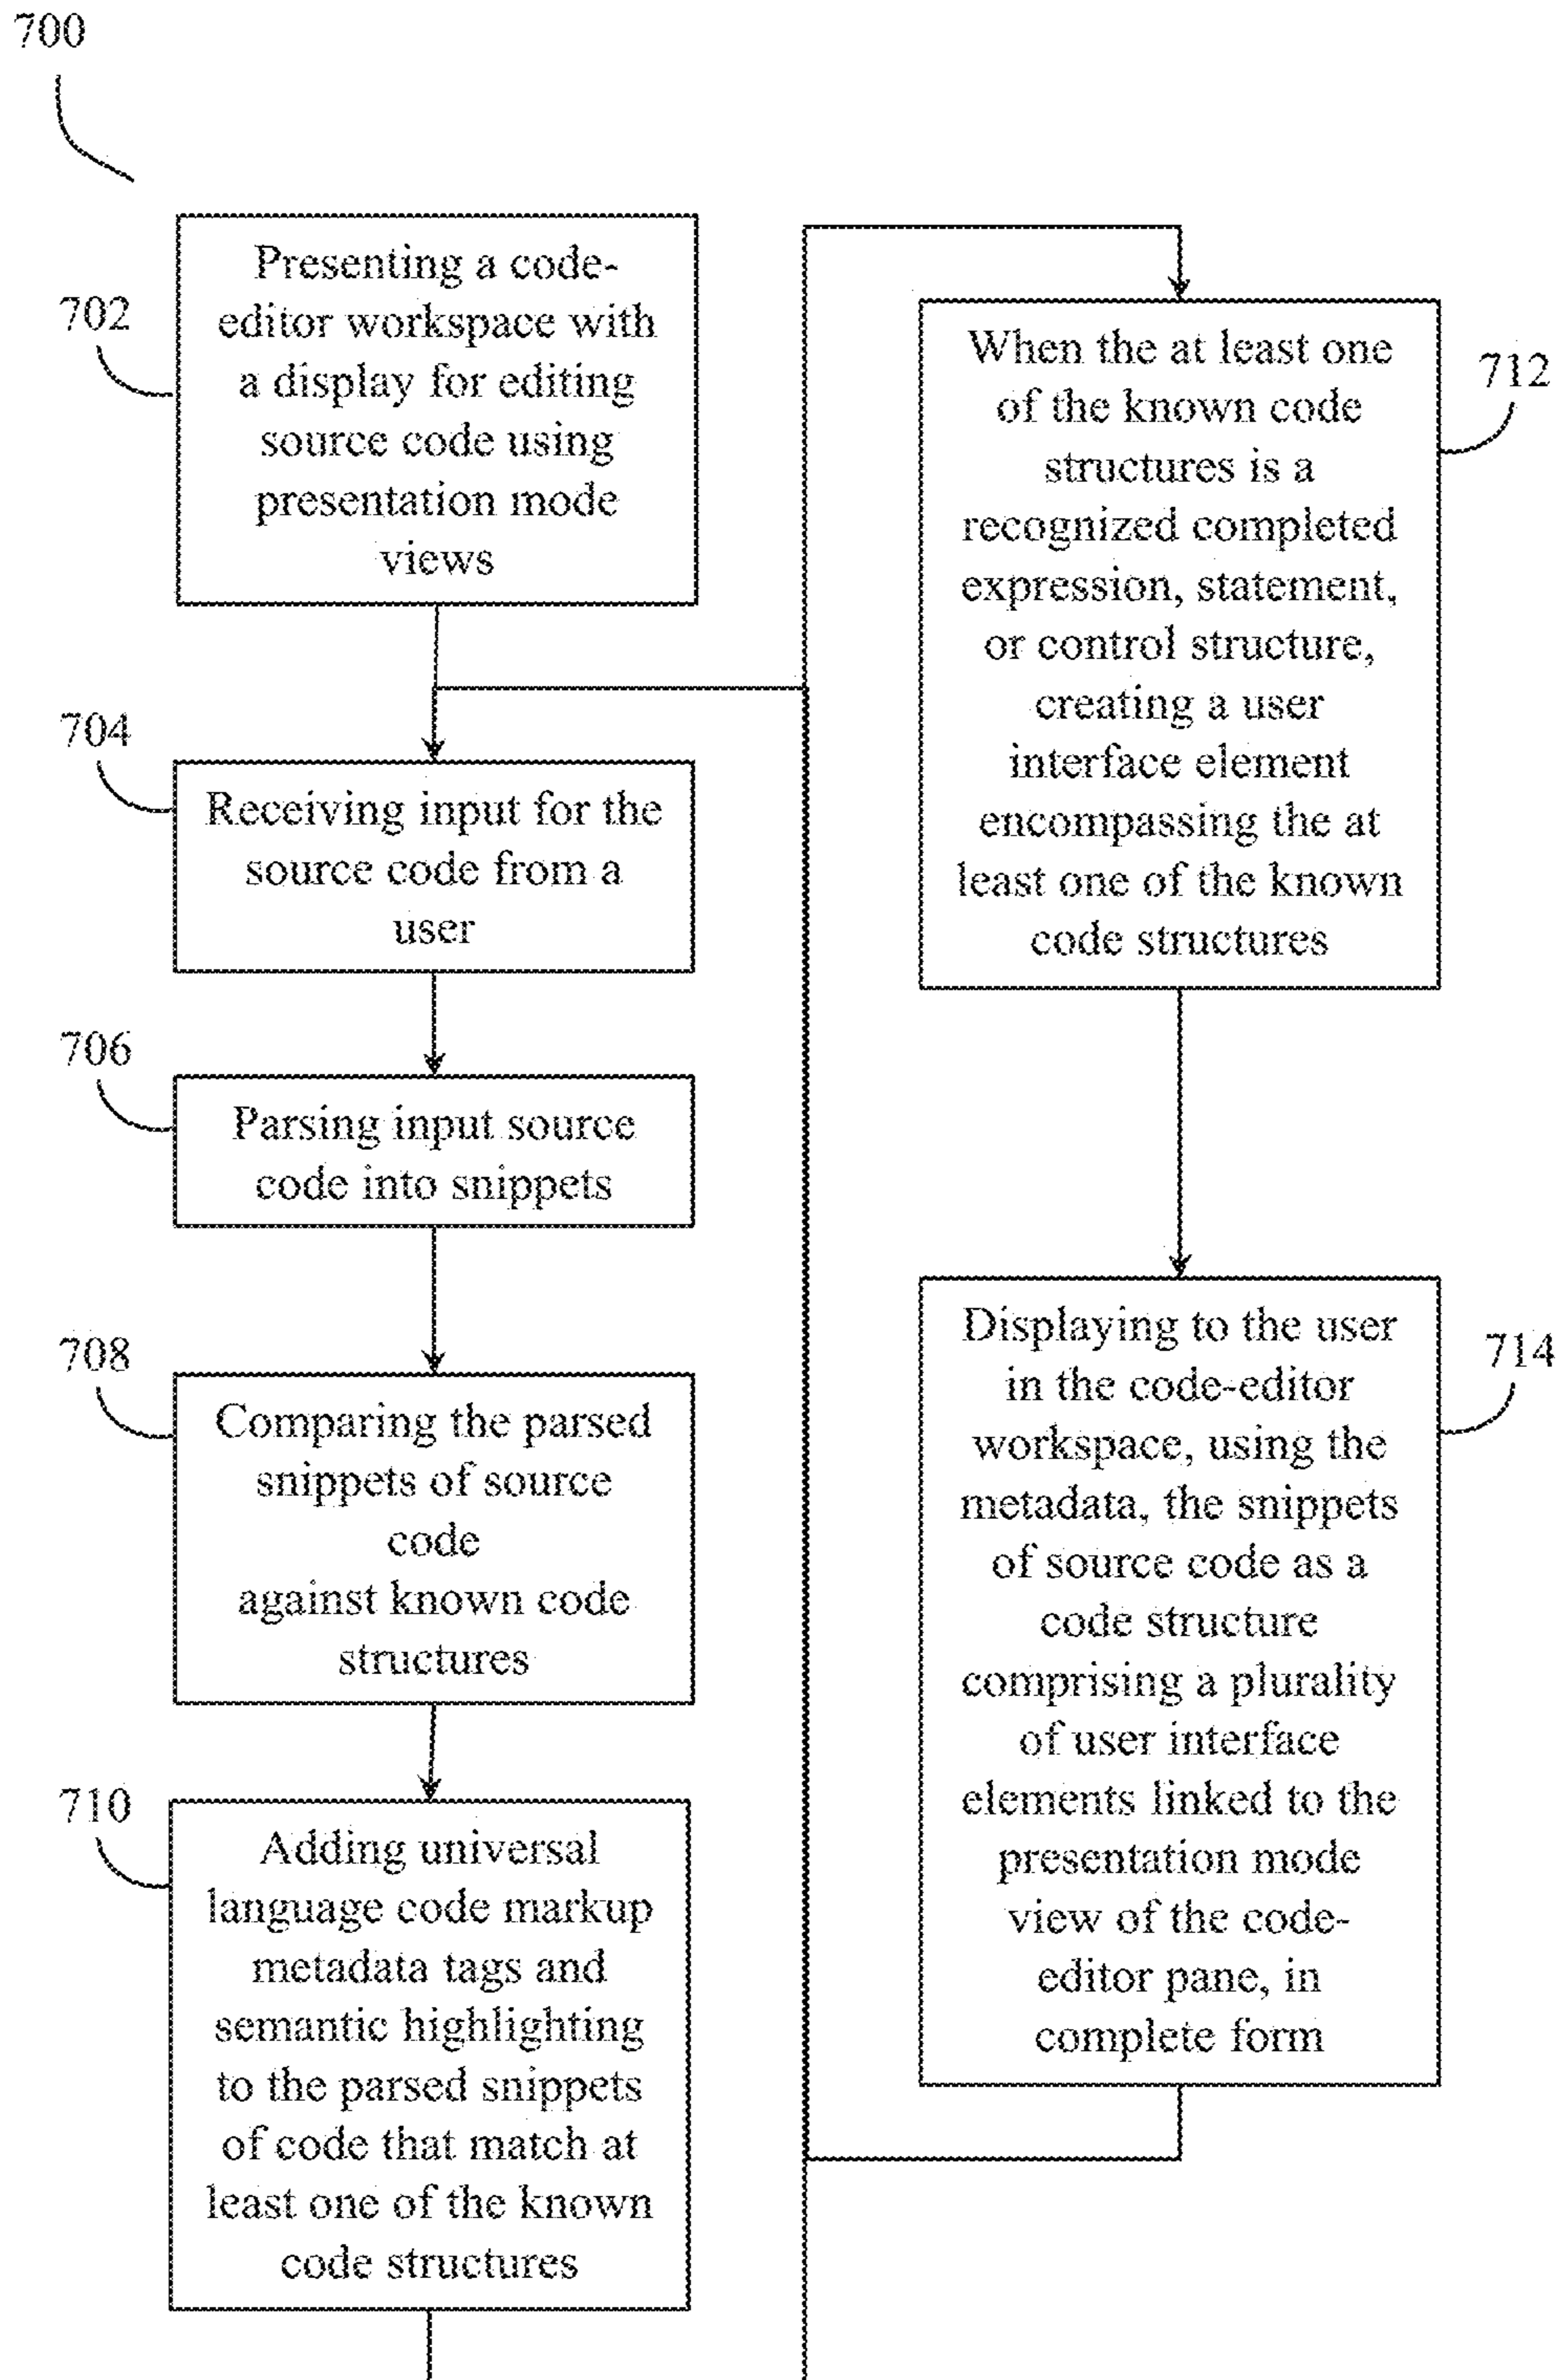 700
702
Presenting a code-
editor workspace with
a display for editing
source code using
presentation mode
views
704
Receiving input for the
source code from a
user
706
Parsing input source
code into snippets
708
Comparing the parsed
snippets of source
code
against known code
structures
710
Adding universal
language code markup
metadata tags and
semantic highlighting
to the parsed snippets
of code that match at
least one of the known
code structures
712
When the at least one
of the known code
structures is a
recognized completed
expression, statement,
or control structure,
creating a user
interface element
encompassing the at
least one of the known
code structures
714
Displaying to the user
in the code-editor
workspace, using the
metadata, the snippets
of source code as a
code structure
comprising a plurality
of user interface
elements linked to the
presentation mode
view of the code-
editor pane, in
complete form